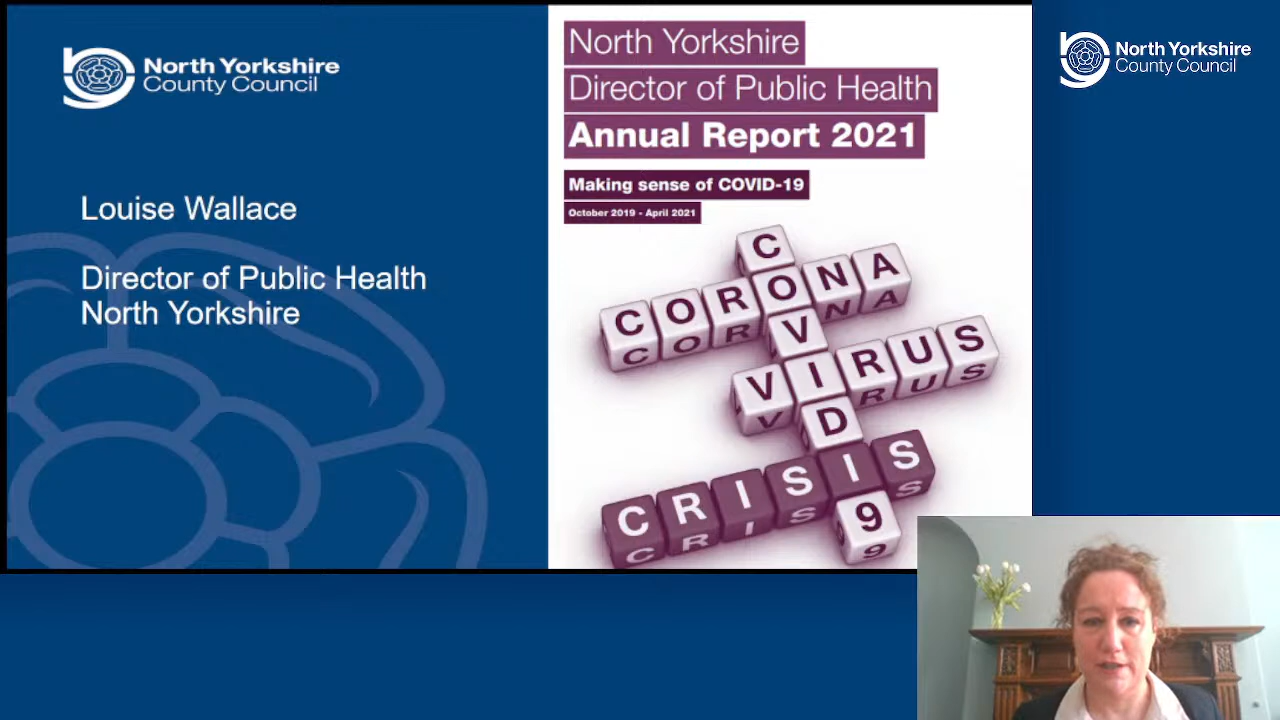 North Yorkshire
County Council
Louise Wallace
Director of Public Health
North Yorkshire
North Yorkshire
Director of Public Health
Annual Report 2021
Making sense of COVID-19
October 2019 - April 2021
CORONA
VIRUS
CRISIS
COVID19
North Yorkshire
County Council